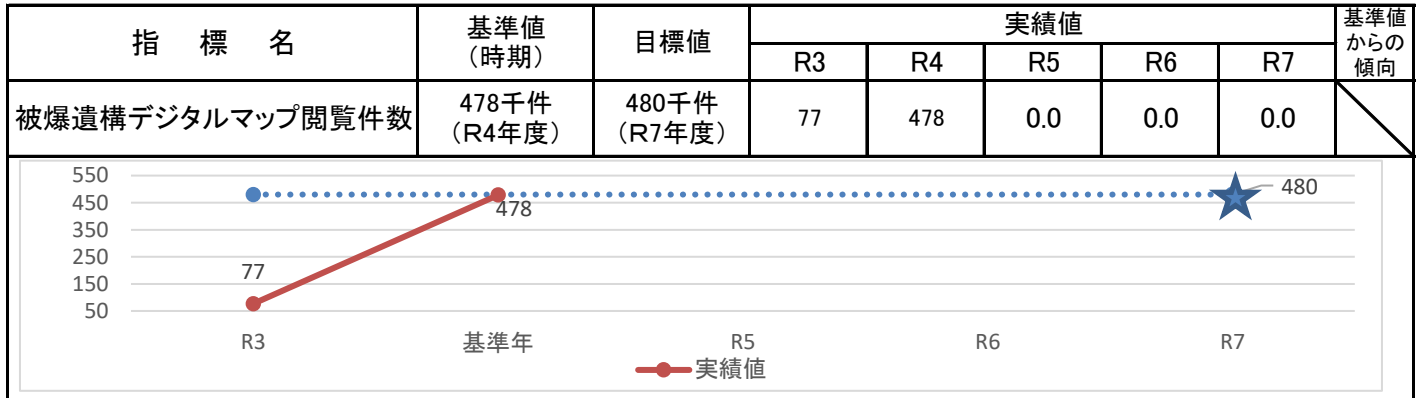 指 標 名
基準値
(時期)
目標値
実績値
基準値
からの
傾向
R3 R4 R5 R6 R7
被爆遺構デジタルマップ閲覧件数
478千件
(R4年度)
480千件
(R7年度)
77 478 0.0 0.0 0.0
550
450
350
250
150
50
77
478
480
R3 基準年 R5 R6 R7
実績値